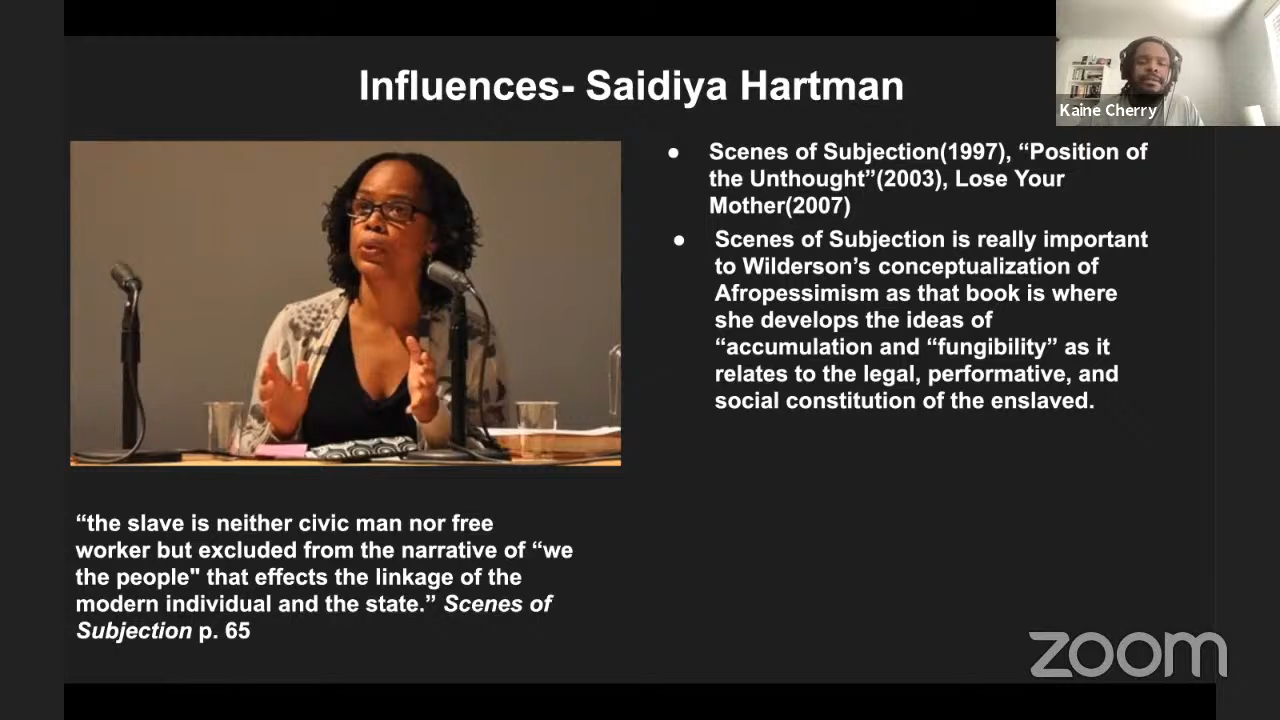 Influences- Saidiya Hartman
Kaine Cherry
● Scenes of Subjection(1997), “Position of
the Unthought”(2003), Lose Your
Mother(2007)
● Scenes of Subjection is really important
to Wilderson’s conceptualization of
Afropessimism as that book is where
she develops the ideas of
“accumulation and “fungibility” as it
relates to the legal, performative, and
social constitution of the enslaved.
“the slave is neither civic man nor free
worker but excluded from the narrative of “we
the people" that effects the linkage of the
modern individual and the state.” Scenes of
Subjection p. 65
zoom